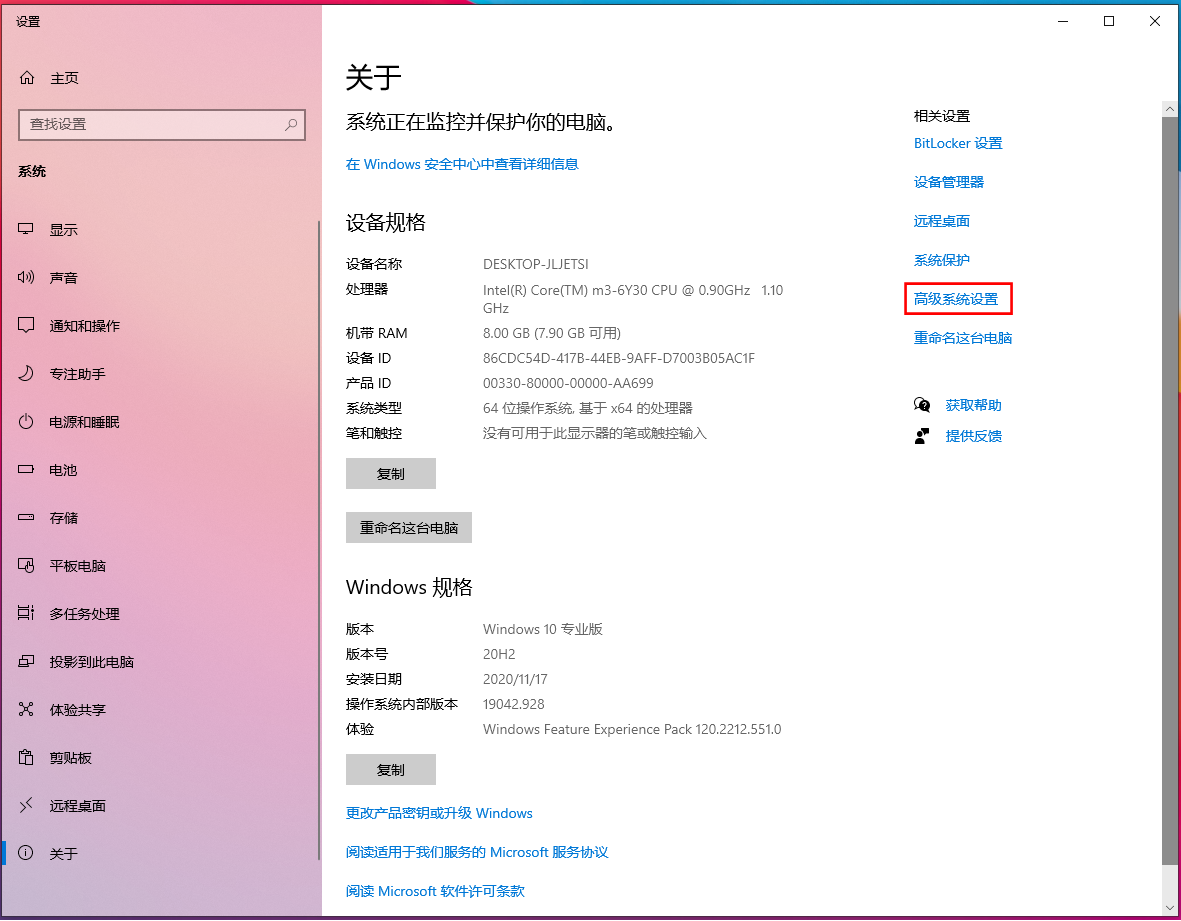 设置
主页
查找设置
系统
显示
声音
通知和操作
专注助手
电源和睡眠
电池
存储
平板电脑
多任务处理
投影到此电脑
体验共享
剪贴板
远程桌面
关于
关于
系统正在监控并保护你的电脑。
在 Windows 安全中心中查看详细信息
设备规格
设备名称 DESKTOP-JLJETSI
处理器 Intel(R) Core(TM) m3-6Y30 CPU @ 0.90GHz 1.10
GHz
机带 RAM 8.00 GB (7.90 GB 可用)
设备 ID 86CDC54D-417B-44EB-9AFF-D7003B05AC1F
产品 ID 00330-80000-00000-AA699
系统类型 64 位操作系统, 基于 x64 的处理器
笔和触控 没有可用于此显示器的笔或触控输入
复制
重命名这台电脑
Windows 规格
版本 Windows 10 专业版
版本号 20H2
安装日期 2020/11/17
操作系统内部版本 19042.928
体验 Windows Feature Experience Pack 120.2212.551.0
复制
更改产品密钥或升级 Windows
阅读适用于我们服务的 Microsoft 服务协议
阅读 Microsoft 软件许可条款
相关设置
BitLocker 设置
设备管理器
远程桌面
系统保护
高级系统设置
重命名这台电脑
获取帮助
提供反馈